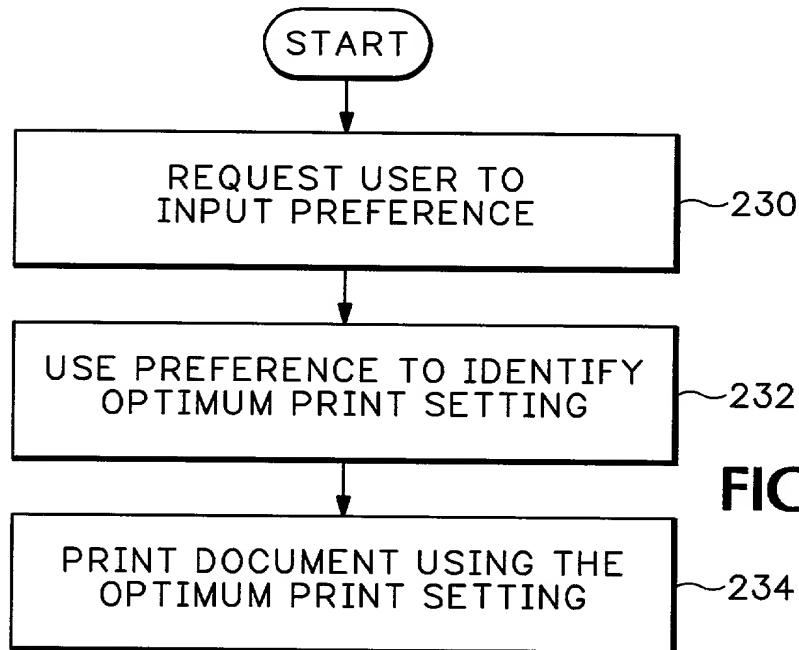 START
REQUEST USER TO
INPUT PREFERENCE
230
USE PREFERENCE TO IDENTIFY
OPTIMUM PRINT SETTING
232
FIG
PRINT DOCUMENT USING THE
OPTIMUM PRINT SETTING
234